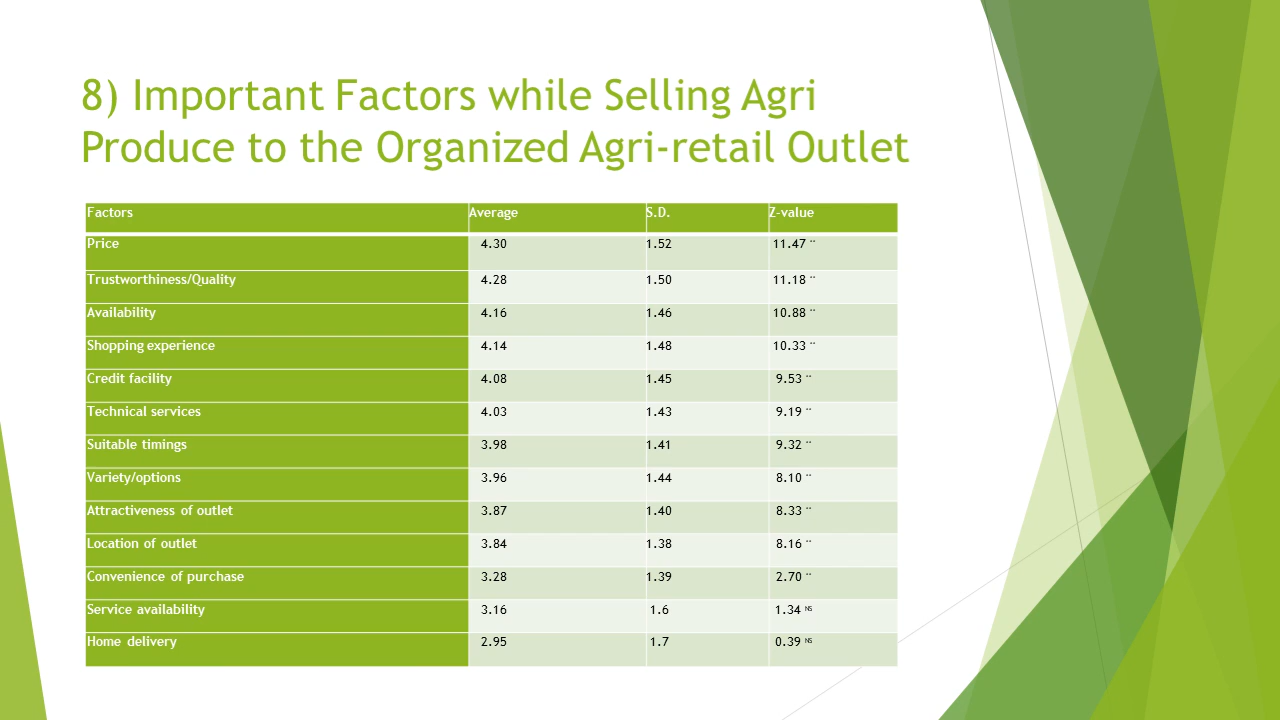 8) Important Factors while Selling Agri
Produce to the Organized Agri-retail Outlet
Factors Average S.D. Z-value
Price 4.30 1.52 11.47 **
Trustworthiness/Quality 4.28 1.50 11.18 **
Availability 4.16 1.46 10.88 **
Shopping experience 4.14 1.48 10.33 **
Credit facility 4.08 1.45 9.53 **
Technical services 4.03 1.43 9.19 **
Suitable timings 3.98 1.41 9.32 **
Variety/options 3.96 1.44 8.10 **
Attractiveness of outlet 3.87 1.40 8.33 **
Location of outlet 3.84 1.38 8.16 **
Convenience of purchase 3.28 1.39 2.70 **
Service availability 3.16 1.6 1.34 NS
Home delivery 2.95 1.7 0.39 NS